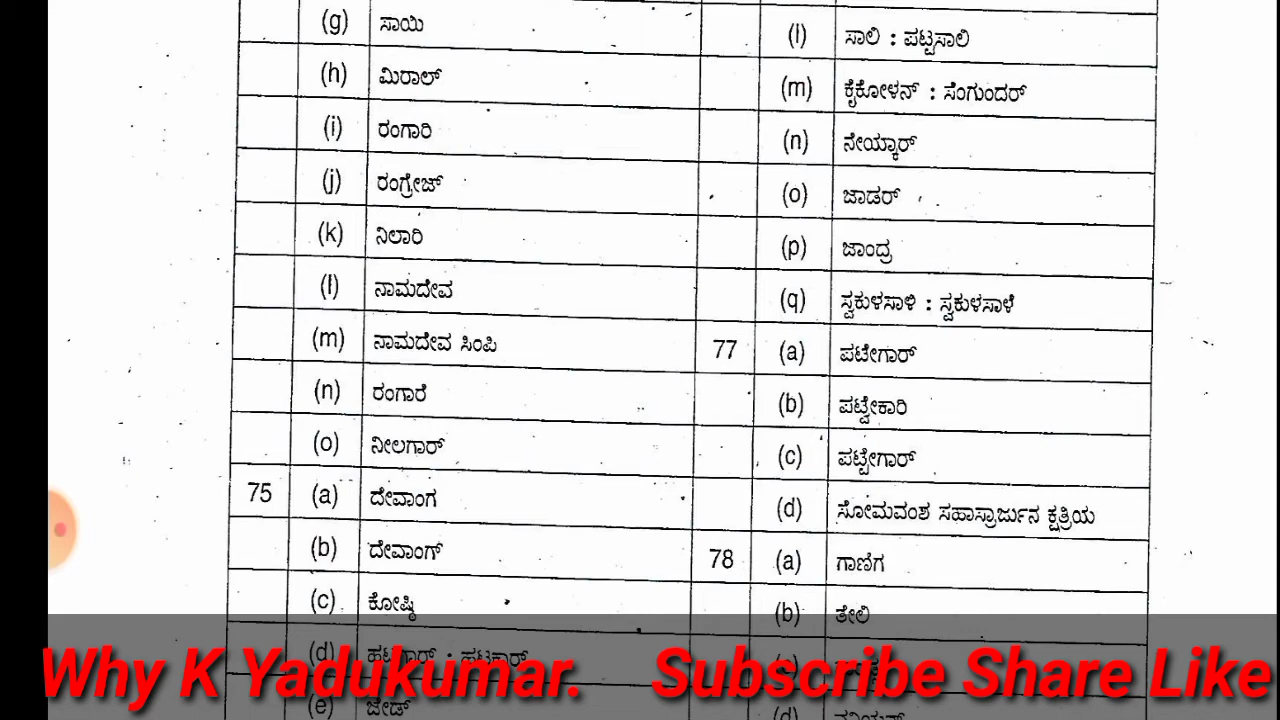 (g) ಸಾಯಿ
(h) ಮಿರಾಲ್
(i) ರಂಗಾರಿ
(j) ರಂಗ್ರೇಜ್
(k) ನಿಲಾರಿ
(l) ನಾಮದೇವ
(m) ನಾಮದೇವ ಸಿಂಪಿ
(n) ರಂಗಾರೆ
(o) ನೀಲಗಾರ್
75 (a) ದೇವಾಂಗ
(b) ದೇವಾಂಗ್
(c) ಕೋಷ್ಠಿ
(d)
(e) ಜೇಡ್
(l) ಸಾಲಿ : ಪಟ್ಟಸಾಲಿ
(m) ಕೈಕೋಳನ್ : ಸೆಂಗುಂದರ್
(n) ನೇಯ್ಕಾರ್
(o) ಜಾಡರ್
(p) ಜಾಂದ್ರ
(q) ಸ್ವಕುಳಸಾಳಿ : ಸ್ವಕುಳಸಾಳೆ
77 (a) ಪಟೇಗಾರ್
(b) ಪಟ್ವೇಕಾರಿ
(c) ಪಟ್ವೇಗಾರ್
(d) ಸೋಮವಂಶ ಸಹಾಸ್ರಾರ್ಜುನ ಕ್ಷತ್ರಿಯ
78 (a) ಗಾಣಿಗ
(b) ತೇಲಿ
(d)
Why K Yadukumar. Subscribe Share Like